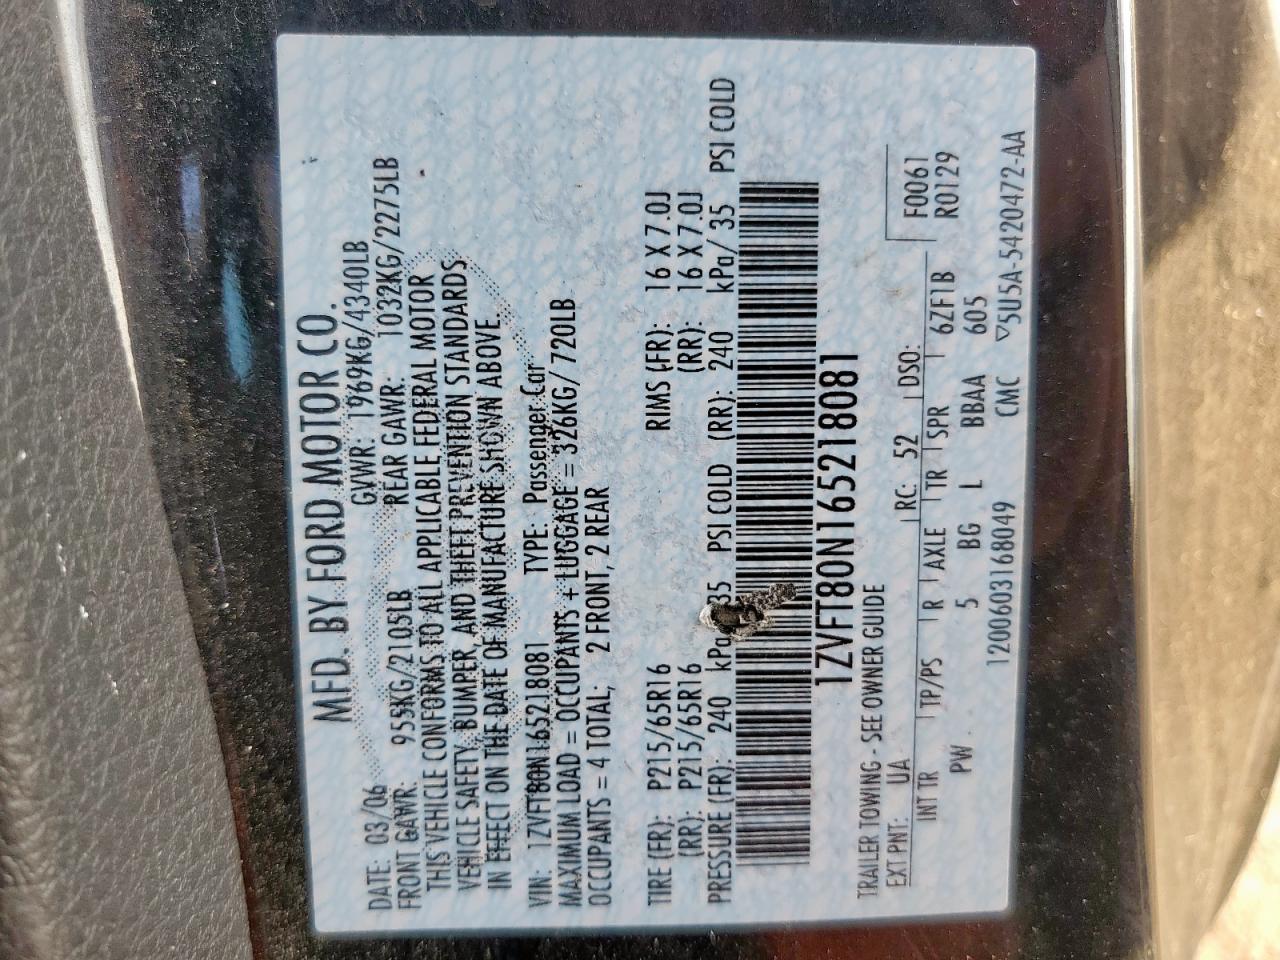 MFD. BY FORD MOTOR CO.
DATE: 03/06 GVWR: 1969KG/4340LB
FRONT GAWR: 955KG/2105LB REAR GAWR: 1032KG/2275LB
THIS VEHICLE CONFORMS TO ALL APPLICABLE FEDERAL MOTOR
VEHICLE SAFETY, BUMPER, AND THEFT PREVENTION STANDARDS
IN EFFECT ON THE DATE OF MANUFACTURE SHOWN ABOVE.
VIN: 1ZVFT80N165218081 TYPE: Passenger Car
MAXIMUM LOAD = OCCUPANTS + LUGGAGE = 326KG/ 720LB
OCCUPANTS = 4 TOTAL; 2 FRONT, 2 REAR
TIRE (FR): P215/65R16 RIMS (FR): 16 X 7.0J
(RR): P215/65R16 (RR): 16 X 7.0J
PRESSURE (FR): 240 kPa/ 35 PSI COLD (RR): 240 kPa/ 35 PSI COLD
1ZVFT80N165218081
TRAILER TOWING - SEE OWNER GUIDE
EXT PNT: UA RC: 52 DSO: F0061
INT TR TP/PS R AXLE TR SPR 6ZF1B R0129
PW 5 BG L BBAA 605
1200603168049 CMC ▽5U5A-5420472-AA